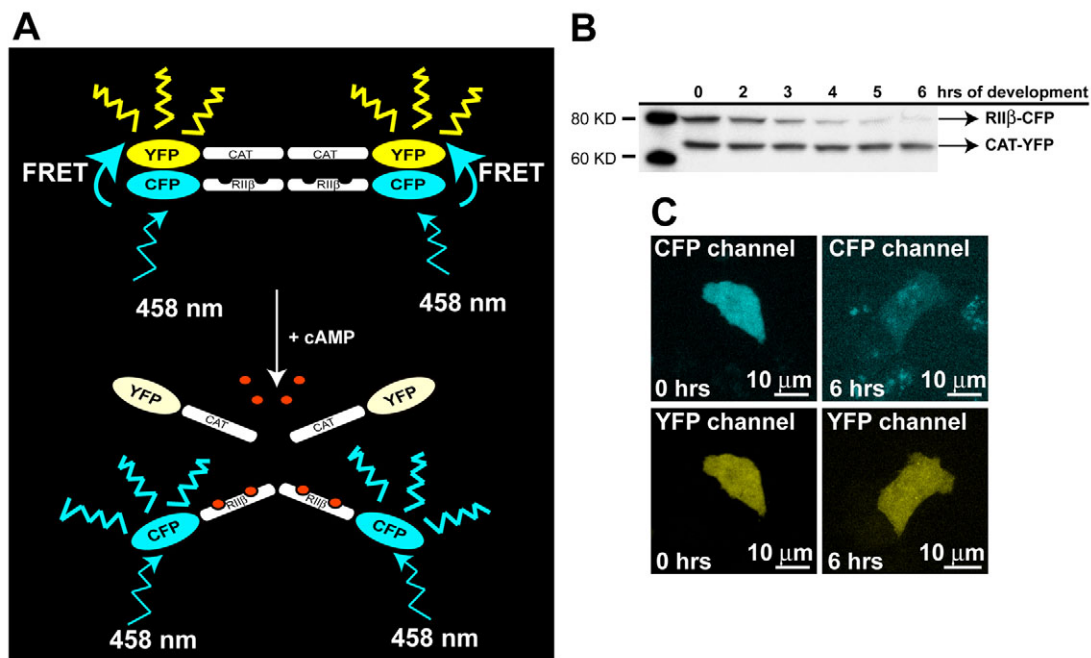 A
YFP CAT CAT YFP
FRET FRET
CFP RIIβ RIIβ CFP
458 nm 458 nm
+ cAMP
YFP YFP
CAT CAT
RIIβ RIIβ
CFP CFP
458 nm 458 nm
B
0 2 3 4 5 6 hrs of development
80 KD RIIβ-CFP
60 KD CAT-YFP
C
CFP channel CFP channel
0 hrs 10 μm 6 hrs 10 μm
YFP channel YFP channel
0 hrs 10 μm 6 hrs 10 μm